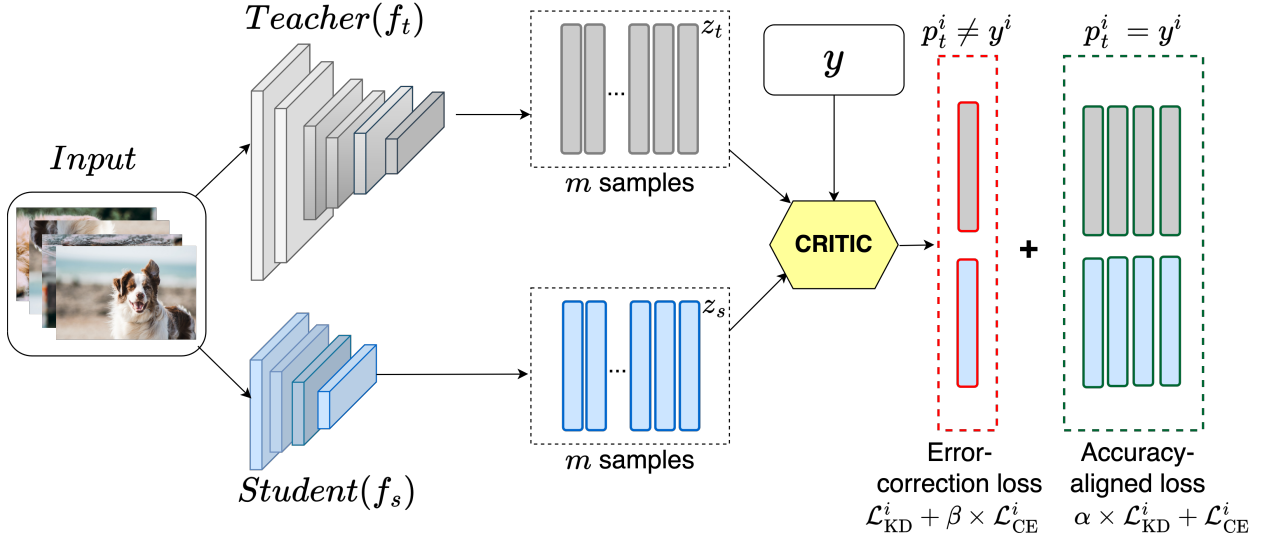 Teacher(f_t)
Input
Student(f_s)
z_t
...
m samples
z_s
...
m samples
y
CRITIC
p_t^i ≠ y^i
p_t^i = y^i
+
Error-
correction loss
ℒ_KD^i + β × ℒ_CE^i
Accuracy-
aligned loss
α × ℒ_KD^i + ℒ_CE^i